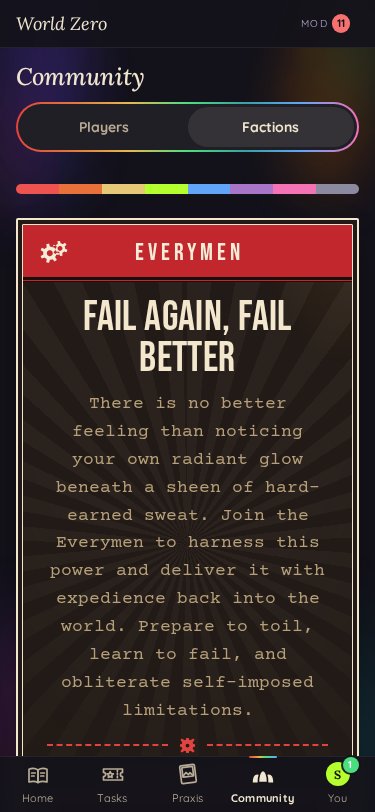 World Zero
MOD 11
Community
Players Factions
EVERYMEN
FAIL AGAIN, FAIL
BETTER
There is no better
feeling than noticing
your own radiant glow
beneath a sheen of hard-
earned sweat. Join the
Everymen to harness this
power and deliver it with
expedience back into the
world. Prepare to toil,
learn to fail, and
obliterate self-imposed
limitations.
S 1
Home Tasks Praxis Community You